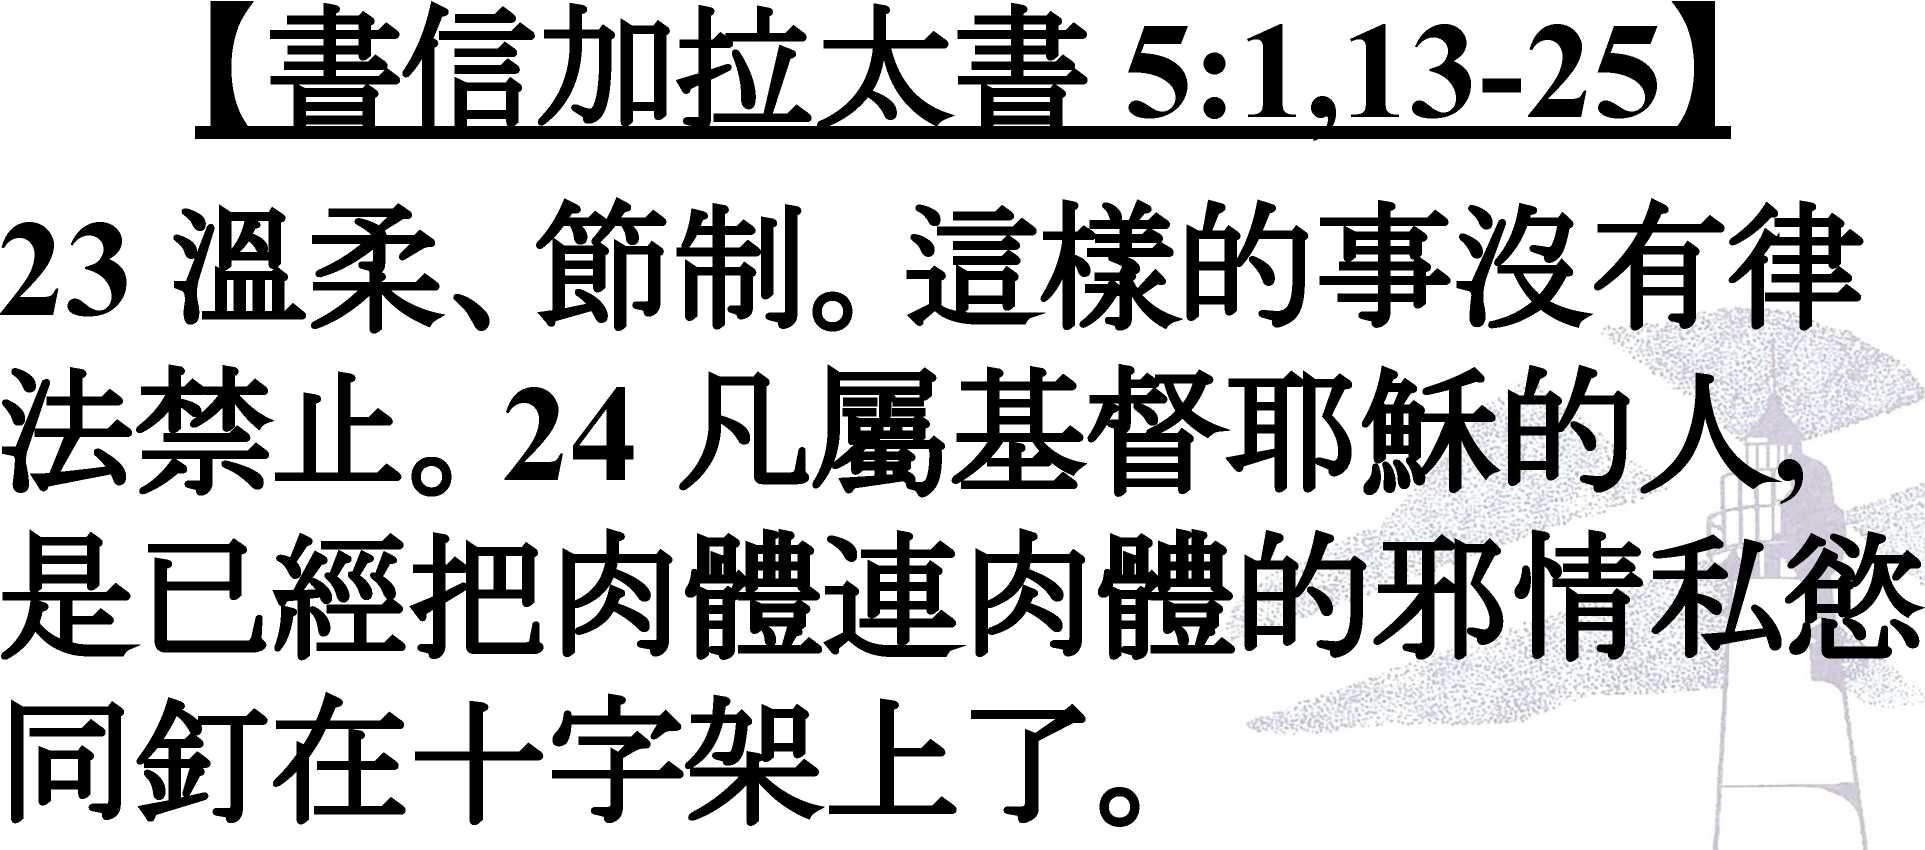 【書信加拉太書 5:1,13-25】
23 溫柔、節制。這樣的事沒有律
法禁止。24 凡屬基督耶穌的人,
是已經把肉體連肉體的邪情私慾
同釘在十字架上了。